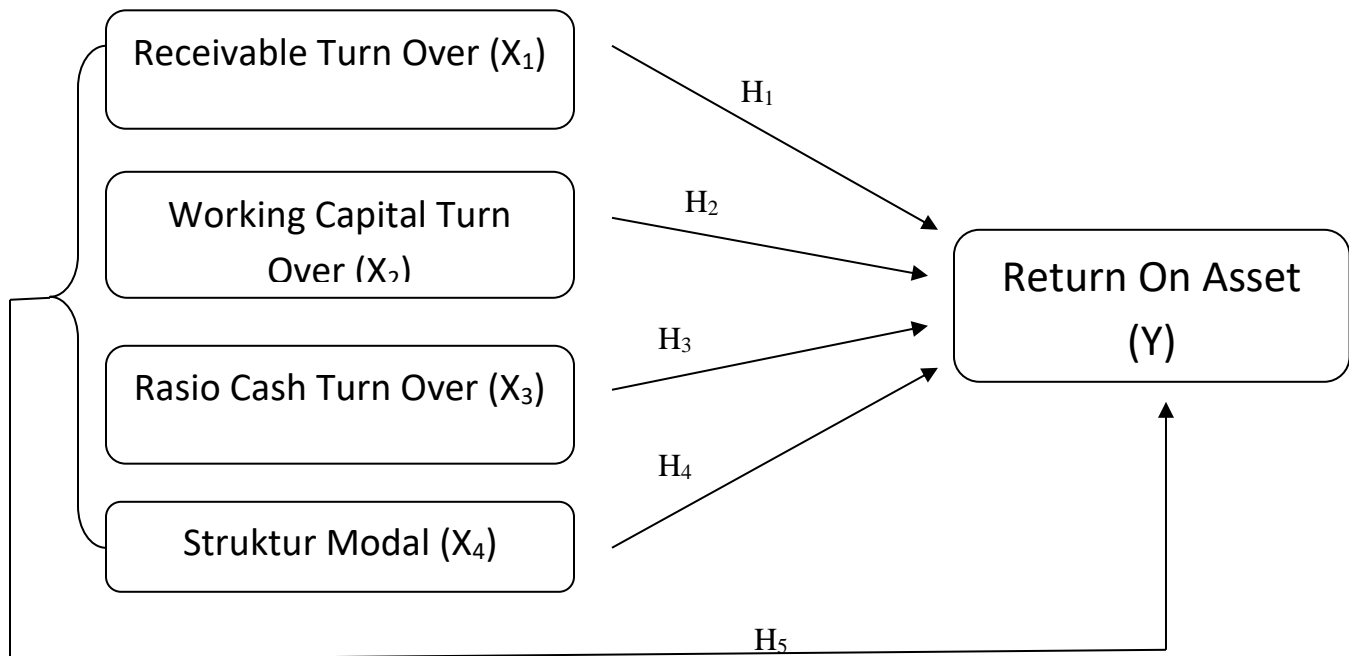 Receivable Turn Over (X₁)
H₁
Working Capital Turn
Over (X₂)
H₂
Return On Asset
(Y)
H₃
Rasio Cash Turn Over (X₃)
H₄
Struktur Modal (X₄)
H₅